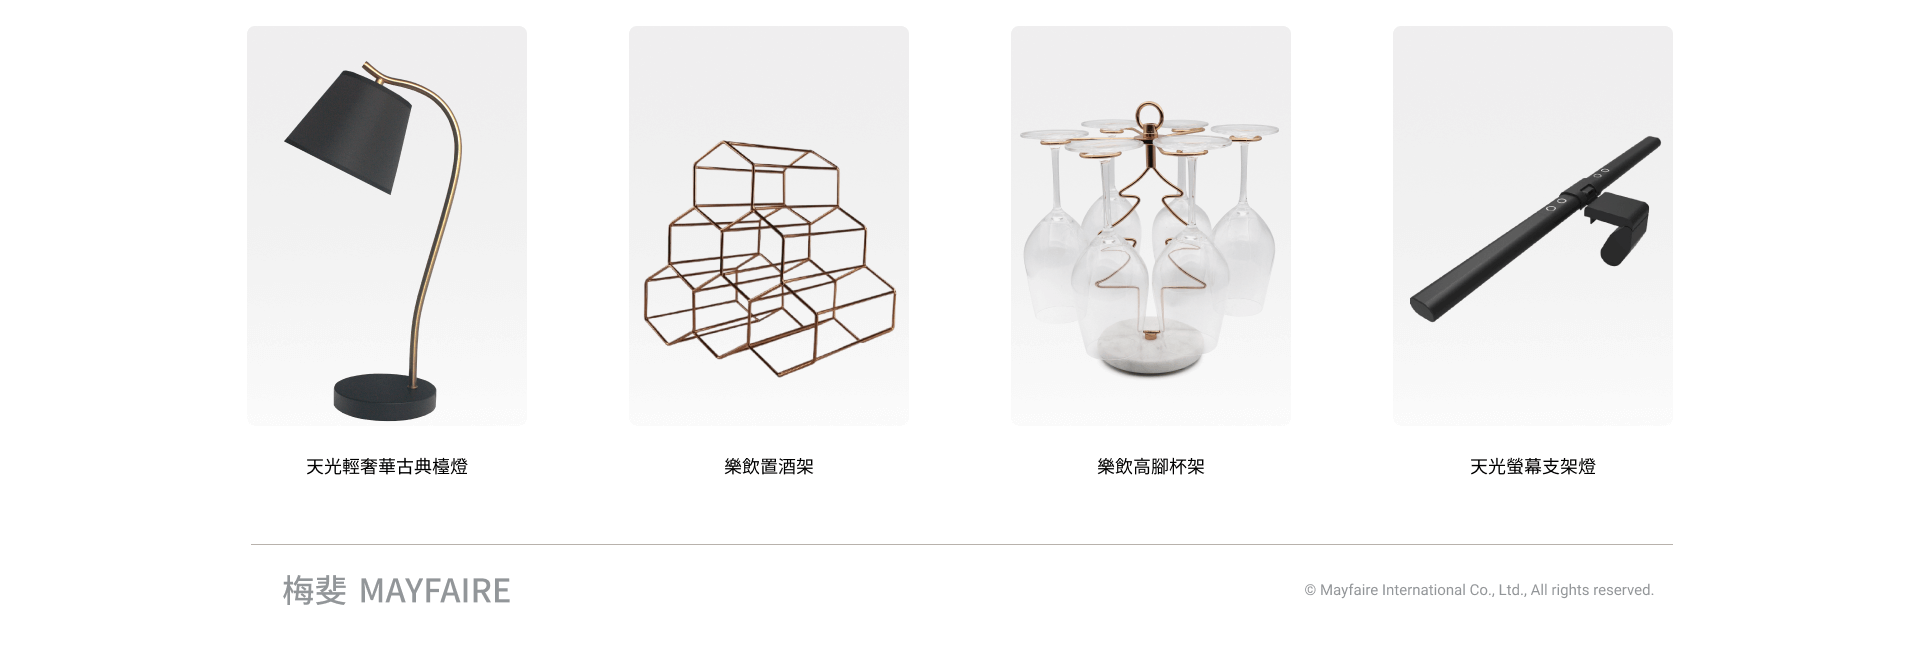 天光輕奢華古典檯燈
樂飲置酒架
樂飲高腳杯架
天光螢幕支架燈
梅斐 MAYFAIRE
© Mayfaire International Co., Ltd., All rights reserved.